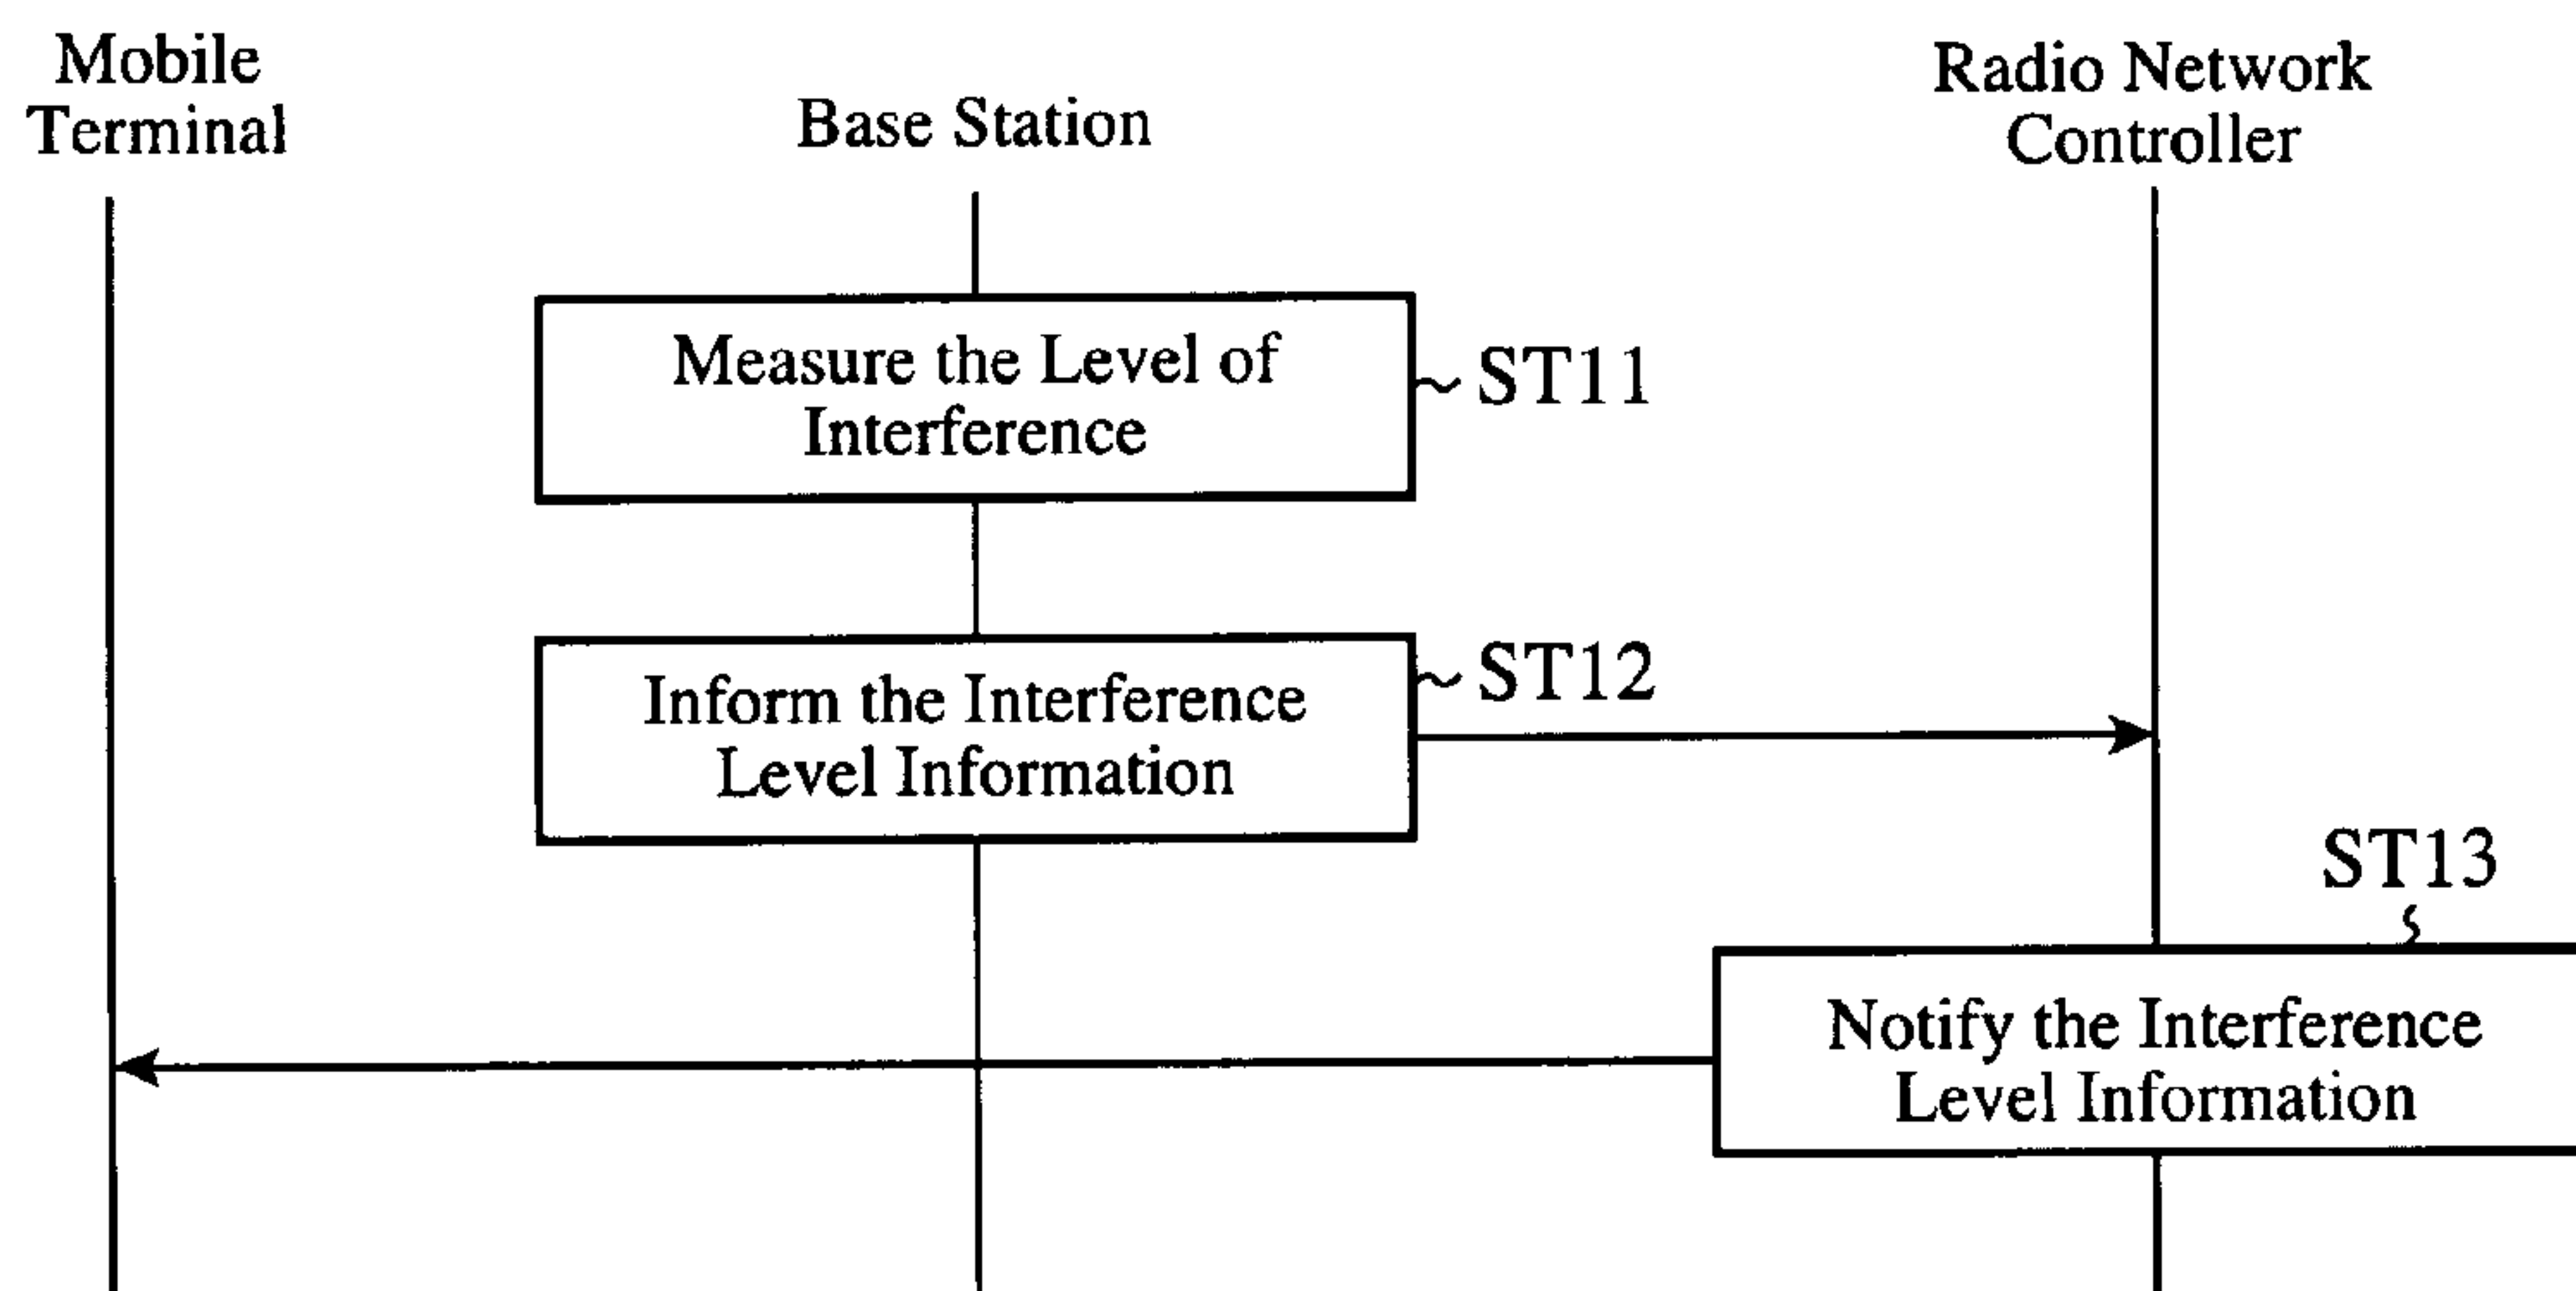 Mobile
Terminal
Base Station
Radio Network
Controller
Measure the Level of
Interference
ST11
Inform the Interference
Level Information
ST12
ST13
Notify the Interference
Level Information